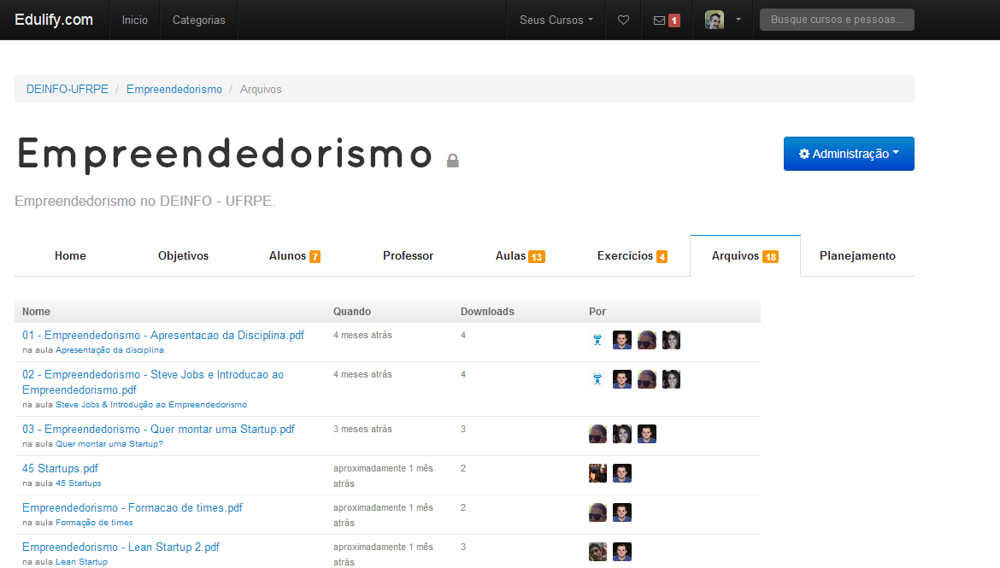 Edulify.com Inicio Categorias Seus Cursos 1 Busque cursos e pessoas...
DEINFO-UFRPE / Empreendedorismo / Arquivos
Empreendedorismo
Administração
Empreendedorismo no DEINFO - UFRPE.
Home Objetivos Alunos 7 Professor Aulas 13 Exercícios 4 Arquivos 18 Planejamento
Nome Quando Downloads Por
01 - Empreendedorismo - Apresentacao da Disciplina.pdf 4 meses atrás 4
na aula Apresentação da disciplina
02 - Empreendedorismo - Steve Jobs e Introducao ao 4 meses atrás 4
Empreendedorismo.pdf
na aula Steve Jobs & Introdução ao Empreendedorismo
03 - Empreendedorismo - Quer montar uma Startup.pdf 3 meses atrás 3
na aula Quer montar uma Startup?
45 Startups.pdf aproximadamente 1 mês 2
na aula 45 Startups atrás
Empreendedorismo - Formacao de times.pdf aproximadamente 1 mês 2
na aula Formação de times atrás
Empreendedorismo - Lean Startup 2.pdf aproximadamente 1 mês 3
na aula Lean Startup atrás